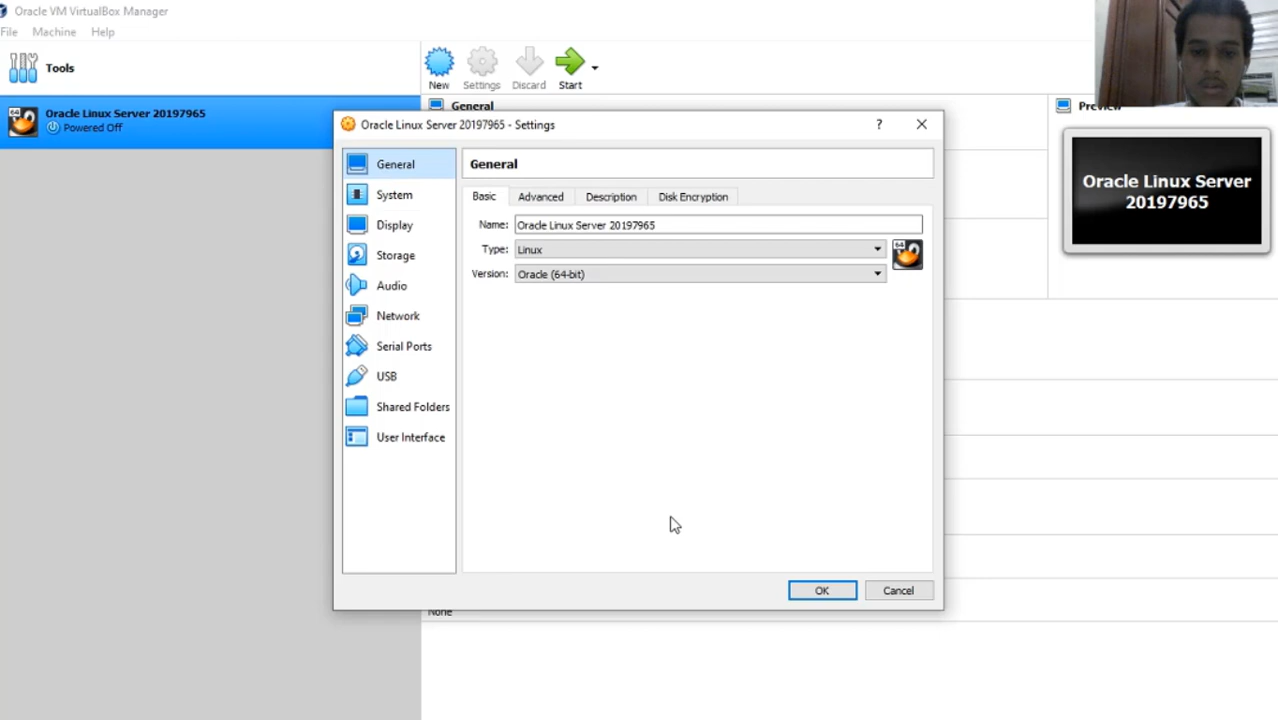 Oracle VM VirtualBox Manager
File Machine Help
Tools
New Settings Discard Start
64
Oracle Linux Server 20197965
Powered Off
General
Preview
Oracle Linux Server
20197965
Oracle Linux Server 20197965 - Settings
?
General
System
Display
Storage
Audio
Network
Serial Ports
USB
Shared Folders
User Interface
General
Basic Advanced Description Disk Encryption
Name: Oracle Linux Server 20197965
Type: Linux
64
Version: Oracle (64-bit)
OK Cancel
None